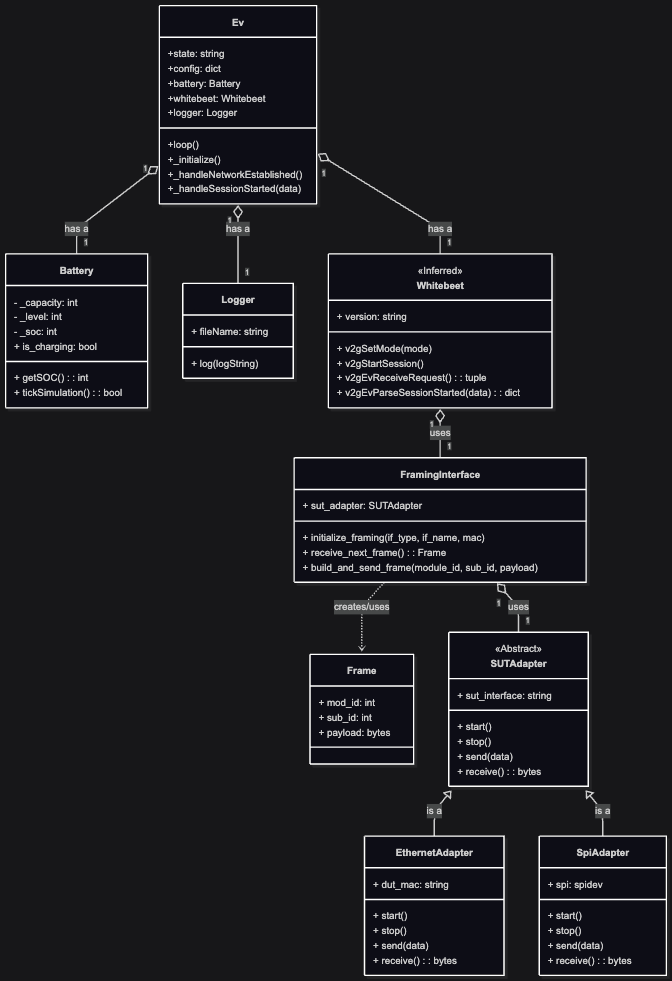 Ev
+state: string
+config: dict
+battery: Battery
+whitebeet: Whitebeet
+logger: Logger
+loop()
+_initialize()
+_handleNetworkEstablished()
+_handleSessionStarted(data)
1
1
1
has a
has a
has a
1
1
1
Battery
- _capacity: int
- _level: int
- _soc: int
+ is_charging: bool
+ getSOC() : : int
+ tickSimulation() : : bool
Logger
+ fileName: string
+ log(logString)
«Inferred»
Whitebeet
+ version: string
+ v2gSetMode(mode)
+ v2gStartSession()
+ v2gEvReceiveRequest() : : tuple
+ v2gEvParseSessionStarted(data) : : dict
1
uses
1
FramingInterface
+ sut_adapter: SUTAdapter
+ initialize_framing(if_type, if_name, mac)
+ receive_next_frame() : : Frame
+ build_and_send_frame(module_id, sub_id, payload)
creates/uses
1
uses
1
Frame
+ mod_id: int
+ sub_id: int
+ payload: bytes
«Abstract»
SUTAdapter
+ sut_interface: string
+ start()
+ stop()
+ send(data)
+ receive() : : bytes
is a
is a
EthernetAdapter
+ dut_mac: string
+ start()
+ stop()
+ send(data)
+ receive() : : bytes
SpiAdapter
+ spi: spidev
+ start()
+ stop()
+ send(data)
+ receive() : : bytes